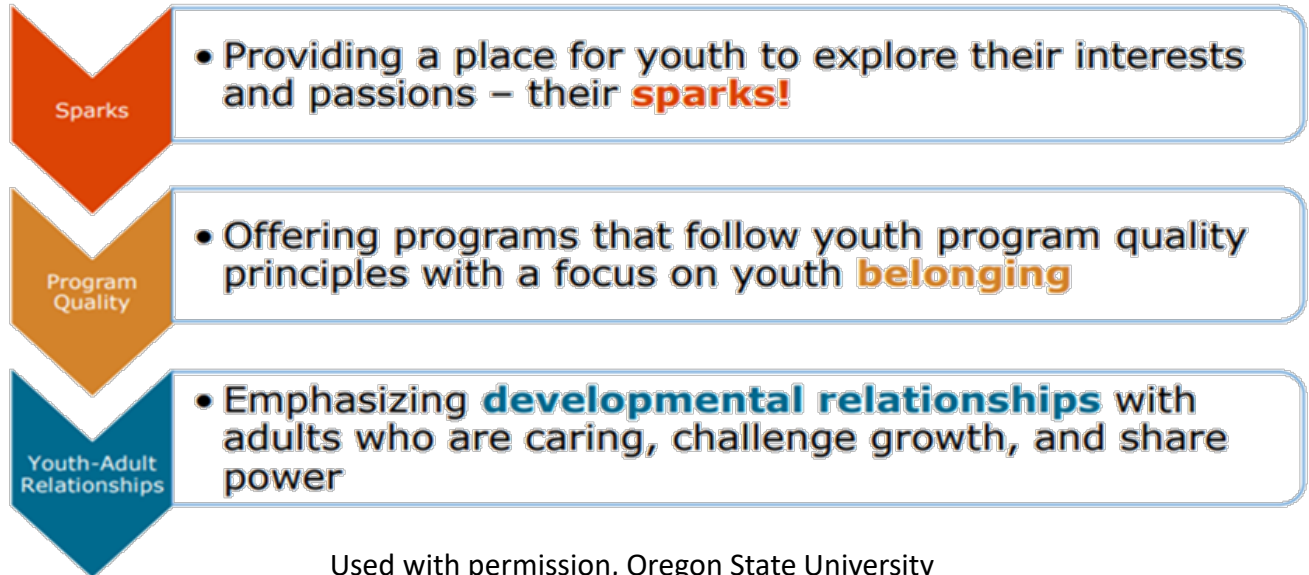 Sparks
• Providing a place for youth to explore their interests
and passions – their sparks!
Program
Quality
• Offering programs that follow youth program quality
principles with a focus on youth belonging
Youth-Adult
Relationships
• Emphasizing developmental relationships with
adults who are caring, challenge growth, and share
power
Used with permission, Oregon State University